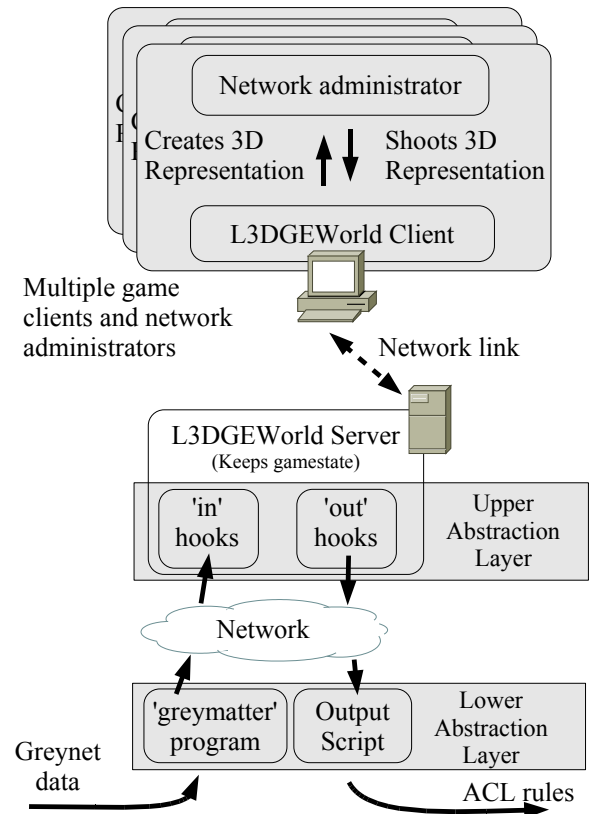 Network administrator
Creates 3D
Representation
Shoots 3D
Representation
L3DGEWorld Client
Multiple game
clients and network
administrators
Network link
L3DGEWorld Server
(Keeps gamestate)
'in'
hooks
'out'
hooks
Upper
Abstraction
Layer
Network
'greymatter'
program
Output
Script
Lower
Abstraction
Layer
Greynet
data
ACL rules